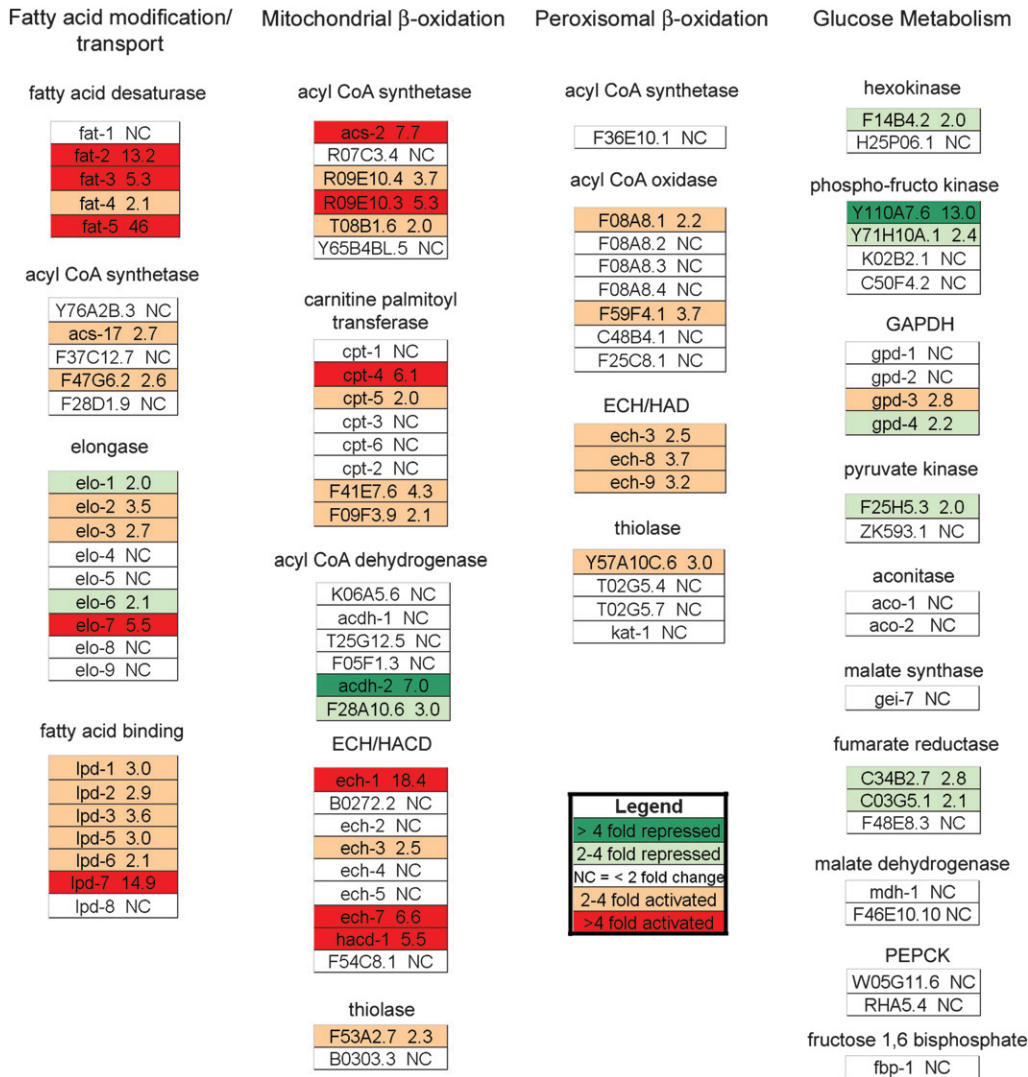 Fatty acid modification/
transport
fatty acid desaturase
fat-1 NC
fat-2 13.2
fat-3 5.3
fat-4 2.1
fat-5 46
acyl CoA synthetase
Y76A2B.3 NC
acs-17 2.7
F37C12.7 NC
F47G6.2 2.6
F28D1.9 NC
elongase
elo-1 2.0
elo-2 3.5
elo-3 2.7
elo-4 NC
elo-5 NC
elo-6 2.1
elo-7 5.5
elo-8 NC
elo-9 NC
fatty acid binding
lpd-1 3.0
lpd-2 2.9
lpd-3 3.6
lpd-5 3.0
lpd-6 2.1
lpd-7 14.9
lpd-8 NC
Mitochondrial β-oxidation
acyl CoA synthetase
acs-2 7.7
R07C3.4 NC
R09E10.4 3.7
R09E10.3 5.3
T08B1.6 2.0
Y65B4BL.5 NC
carnitine palmitoyl
transferase
cpt-1 NC
cpt-4 6.1
cpt-5 2.0
cpt-3 NC
cpt-6 NC
cpt-2 NC
F41E7.6 4.3
F09F3.9 2.1
acyl CoA dehydrogenase
K06A5.6 NC
acdh-1 NC
T25G12.5 NC
F05F1.3 NC
acdh-2 7.0
F28A10.6 3.0
ECH/HACD
ech-1 18.4
B0272.2 NC
ech-2 NC
ech-3 2.5
ech-4 NC
ech-5 NC
ech-7 6.6
hacd-1 5.5
F54C8.1 NC
thiolase
F53A2.7 2.3
B0303.3 NC
Peroxisomal β-oxidation
acyl CoA synthetase
F36E10.1 NC
acyl CoA oxidase
F08A8.1 2.2
F08A8.2 NC
F08A8.3 NC
F08A8.4 NC
F59F4.1 3.7
C48B4.1 NC
F25C8.1 NC
ECH/HAD
ech-3 2.5
ech-8 3.7
ech-9 3.2
thiolase
Y57A10C.6 3.0
T02G5.4 NC
T02G5.7 NC
kat-1 NC
Legend
> 4 fold repressed
2-4 fold repressed
NC = < 2 fold change
2-4 fold activated
>4 fold activated
Glucose Metabolism
hexokinase
F14B4.2 2.0
H25P06.1 NC
phospho-fructo kinase
Y110A7.6 13.0
Y71H10A.1 2.4
K02B2.1 NC
C50F4.2 NC
GAPDH
gpd-1 NC
gpd-2 NC
gpd-3 2.8
gpd-4 2.2
pyruvate kinase
F25H5.3 2.0
ZK593.1 NC
aconitase
aco-1 NC
aco-2 NC
malate synthase
gei-7 NC
fumarate reductase
C34B2.7 2.8
C03G5.1 2.1
F48E8.3 NC
malate dehydrogenase
mdh-1 NC
F46E10.10 NC
PEPCK
W05G11.6 NC
RHA5.4 NC
fructose 1,6 bisphosphate
fbp-1 NC